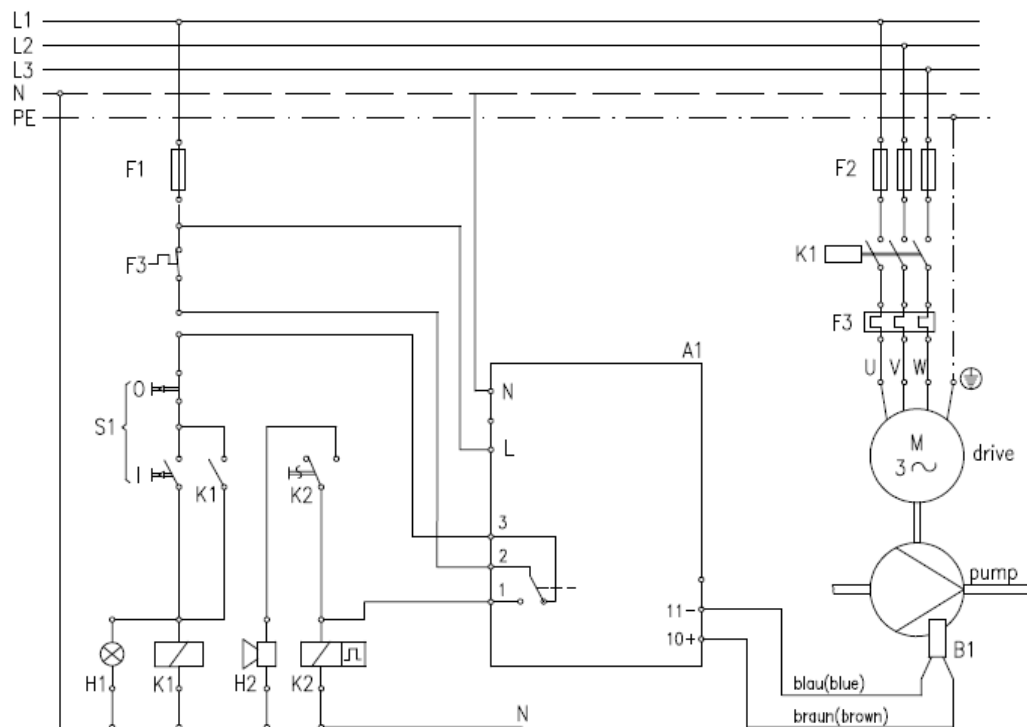 L1
L2
L3
N
PE
F1
F2
F3
K1
F3
A1
U V W
N
O
S1
L
M
3
drive
I
K1
K2
3
2
1
pump
11-
10+
B1
H1
K1
H2
K2
blau(blue)
N
braun(brown)